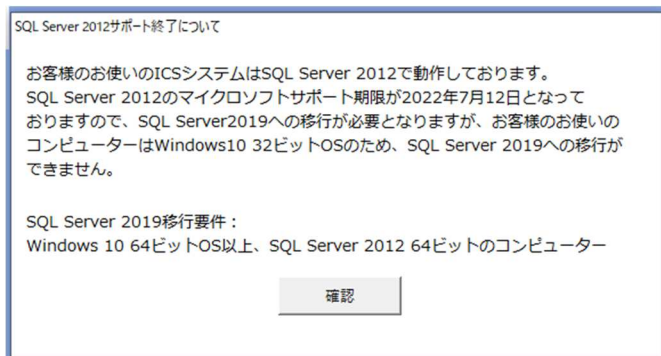 SQL Server 2012サポート終了について
お客様のお使いのICSシステムはSQL Server 2012で動作しております。
SQL Server 2012のマイクロソフトサポート期限が2022年7月12日となって
おりますので、SQL Server2019への移行が必要となりますが、お客様のお使いの
コンピューターはWindows10 32ビットOSのため、SQL Server 2019への移行が
できません。
SQL Server 2019移行要件：
Windows 10 64ビットOS以上、SQL Server 2012 64ビットのコンピューター
確認